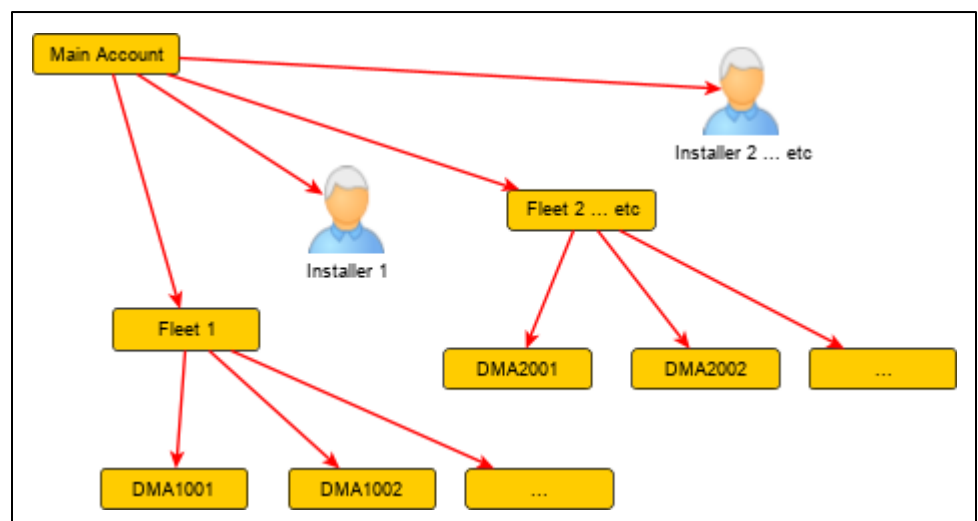 Main Account
Installer 2 ... etc
Fleet 2 ... etc
Installer 1
Fleet 1
DMA2001
DMA2002
...
DMA1001
DMA1002
...